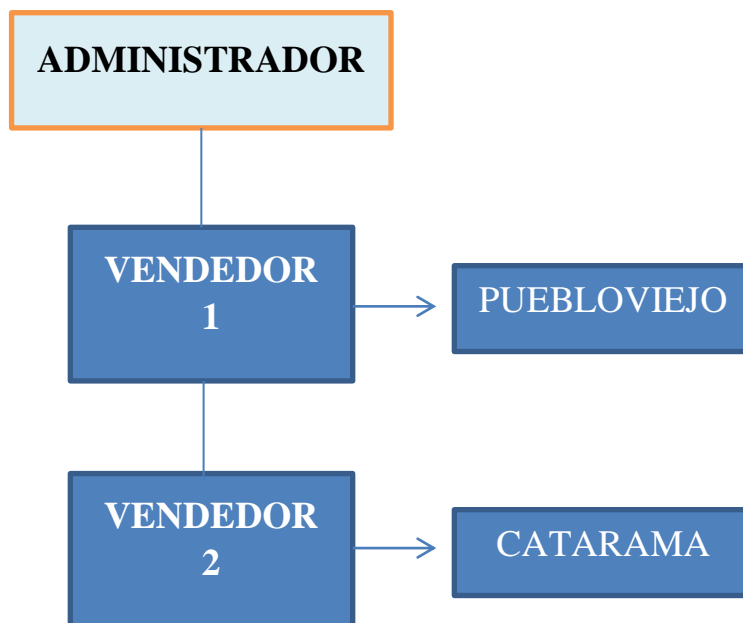 ADMINISTRADOR
VENDEDOR
1
PUEBLOVIEJO
VENDEDOR
2
CATARAMA